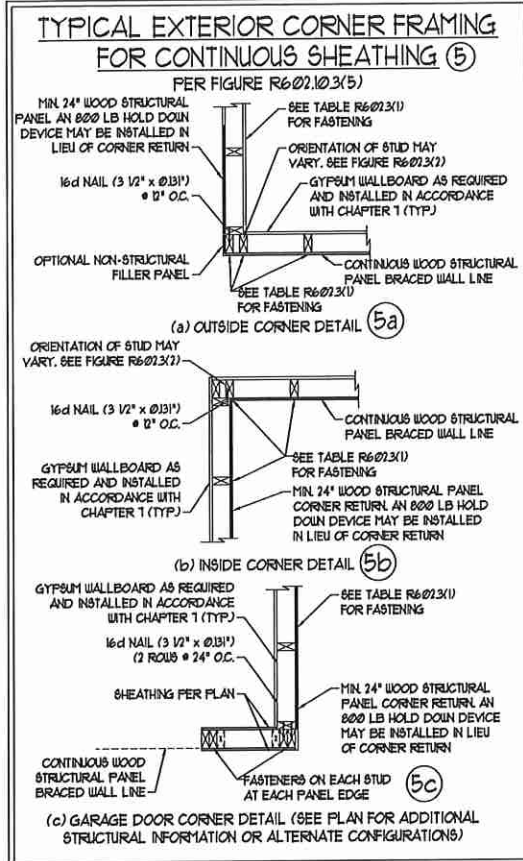 TYPICAL EXTERIOR CORNER FRAMING
FOR CONTINUOUS SHEATHING 5
PER FIGURE R602.10.3(5)
MIN. 24" WOOD STRUCTURAL
PANEL AN 800 LB HOLD DOWN
DEVICE MAY BE INSTALLED IN
LIEU OF CORNER RETURN
16d NAIL (3 1/2" x 0.131")
@ 12" O.C.
OPTIONAL NON-STRUCTURAL
FILLER PANEL
SEE TABLE R602.3(1)
FOR FASTENING
ORIENTATION OF STUD MAY
VARY. SEE FIGURE R602.3(2)
GYPSUM WALLBOARD AS REQUIRED
AND INSTALLED IN ACCORDANCE
WITH CHAPTER 7 (TYP.)
CONTINUOUS WOOD STRUCTURAL
PANEL BRACED WALL LINE
SEE TABLE R602.3(1)
FOR FASTENING
(a) OUTSIDE CORNER DETAIL 5a
ORIENTATION OF STUD MAY
VARY. SEE FIGURE R602.3(2)
16d NAIL (3 1/2" x 0.131")
@ 12" O.C.
GYPSUM WALLBOARD AS
REQUIRED AND INSTALLED
IN ACCORDANCE WITH
CHAPTER 7 (TYP.)
CONTINUOUS WOOD STRUCTURAL
PANEL BRACED WALL LINE
SEE TABLE R602.3(1)
FOR FASTENING
MIN. 24" WOOD STRUCTURAL PANEL
CORNER RETURN. AN 800 LB HOLD
DOWN DEVICE MAY BE INSTALLED
IN LIEU OF CORNER RETURN
(b) INSIDE CORNER DETAIL 5b
GYPSUM WALLBOARD AS REQUIRED
AND INSTALLED IN ACCORDANCE
WITH CHAPTER 7 (TYP.)
16d NAIL (3 1/2" x 0.131")
(2 ROWS @ 24" O.C.
SHEATHING PER PLAN
CONTINUOUS WOOD
STRUCTURAL PANEL
BRACED WALL LINE
SEE TABLE R602.3(1)
FOR FASTENING
MIN. 24" WOOD STRUCTURAL
PANEL CORNER RETURN. AN
800 LB HOLD DOWN DEVICE
MAY BE INSTALLED IN LIEU
OF CORNER RETURN
FASTENERS ON EACH STUD
AT EACH PANEL EDGE
5c
(c) GARAGE DOOR CORNER DETAIL (SEE PLAN FOR ADDITIONAL
STRUCTURAL INFORMATION OR ALTERNATE CONFIGURATIONS)